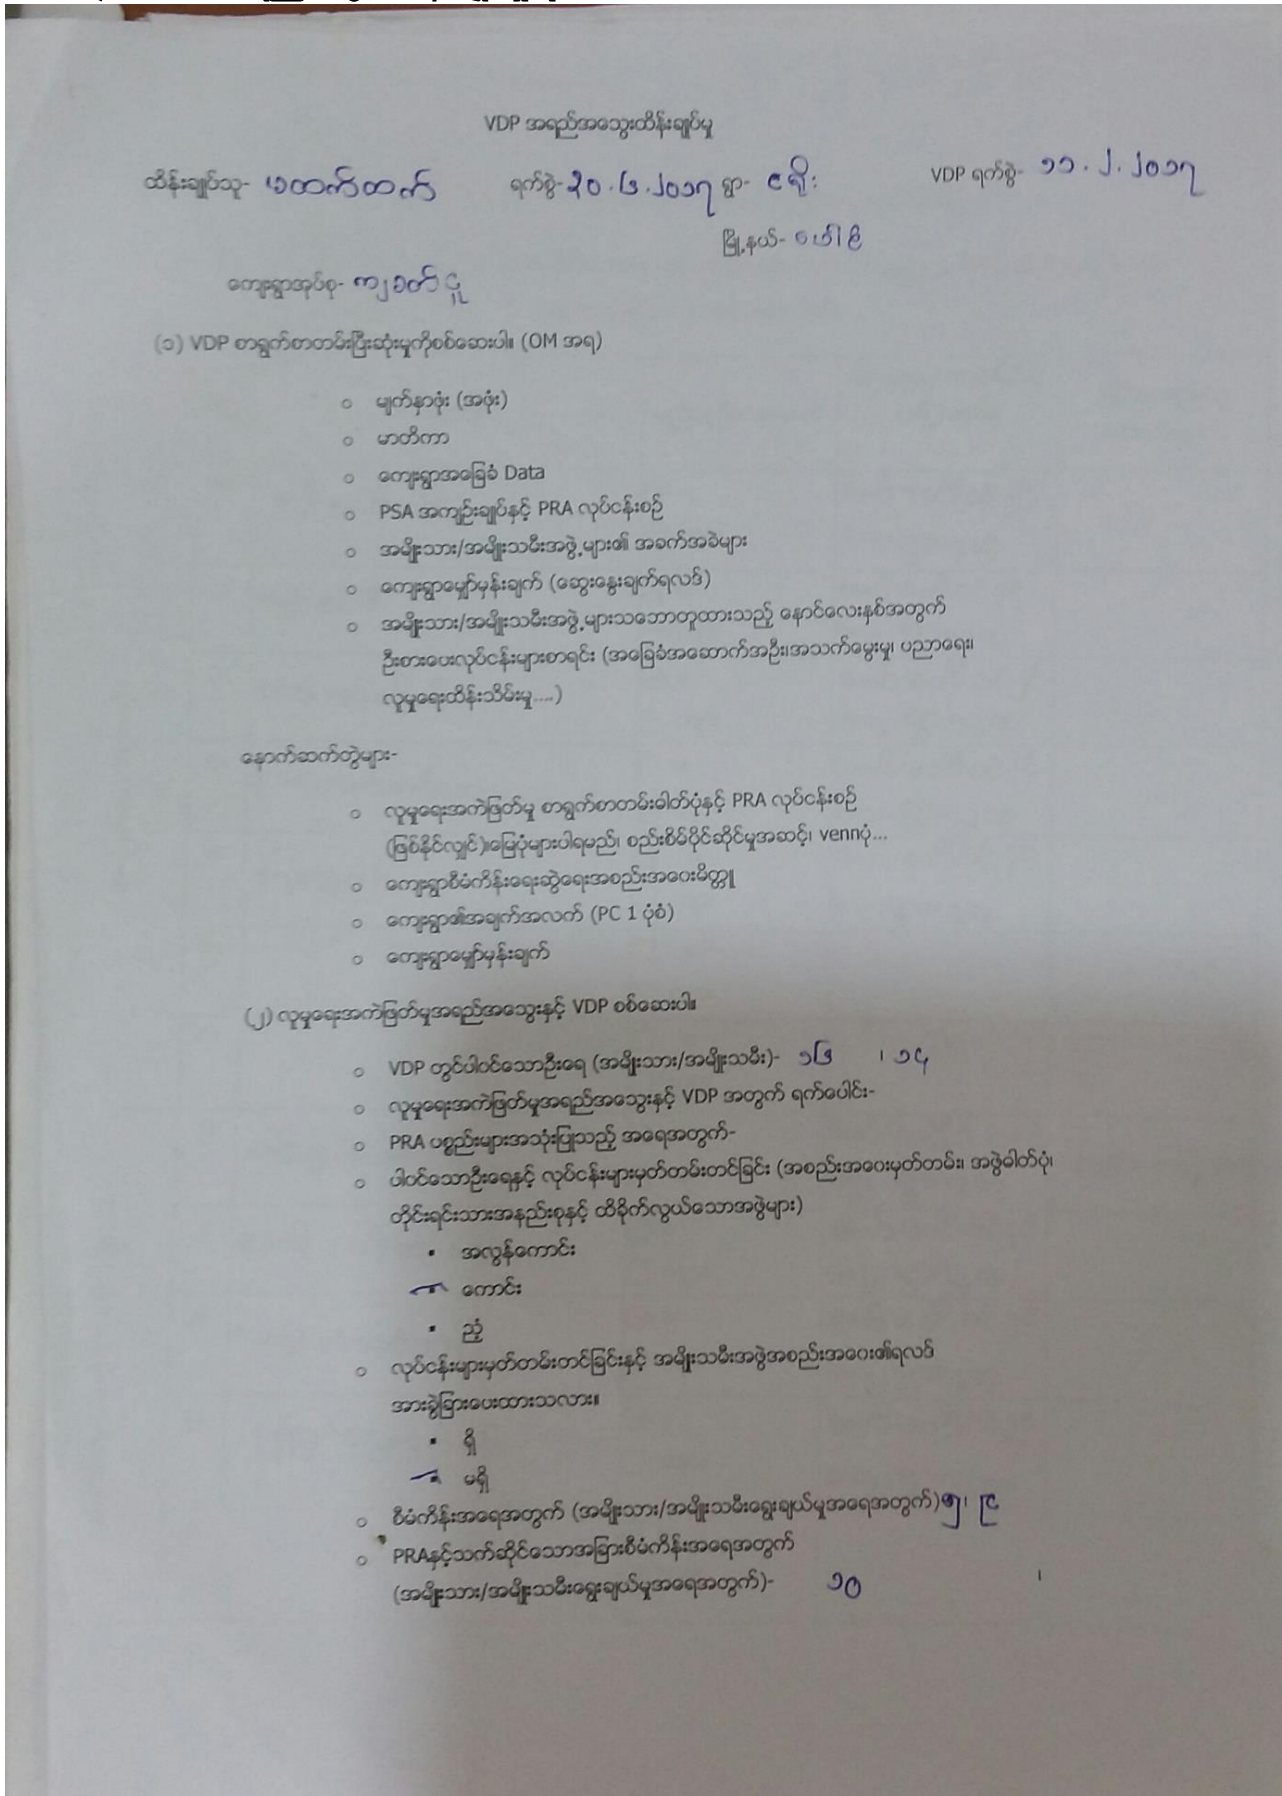 VDP အရည်အသွေးထိန်းချုပ်မှု
ထိန်းချုပ်သူ- မထက်ထက် ရက်စွဲ- ၃၀.၆.၂၀၁၇ ရွာ- ငရိုး VDP ရက်စွဲ- ၁၁.၂.၂၀၁၇
မြို့နယ်-
ကျေးရွာအုပ်စု-
(၁) VDP စာရွက်စာတမ်းပြီးဆုံးမှုကိုစစ်ဆေးပါ။ (OM အရ)
○ မျက်နှာဖုံး (အဖုံး)
○ မာတိကာ
○ ကျေးရွာအခြေခံ Data
○ PSA အကျဉ်းချုပ်နှင့် PRA လုပ်ငန်းစဉ်
○ အမျိုးသား/အမျိုးသမီးအဖွဲ့များ၏ အခက်အခဲများ
○ ကျေးရွာမျှော်မှန်းချက် (ဆွေးနွေးချက်ရလဒ်)
○ အမျိုးသား/အမျိုးသမီးအဖွဲ့များသဘောတူထားသည့် နောင်လေးနှစ်အတွက်
ဦးစားပေးလုပ်ငန်းများစာရင်း (အခြေခံအဆောက်အဦး၊အသက်မွေးမှု၊ ပညာရေး၊
လူမှုရေးထိန်းသိမ်းမှု.....)
နောက်ဆက်တွဲများ-
○ လူမှုရေးအကဲဖြတ်မှု စာရွက်စာတမ်းဓါတ်ပုံနှင့် PRA လုပ်ငန်းစဉ်
(ဖြစ်နိုင်လျှင်)၊မြေပုံများပါရမည်၊ စည်းစိမ်ပိုင်ဆိုင်မှုအဆင့်၊ vennပုံ...
○ ကျေးရွာစီမံကိန်းရေးဆွဲရေးအစည်းအဝေးမိတ္တူ
○ ကျေးရွာ၏အချက်အလက် (PC 1 ပုံစံ)
○ ကျေးရွာမျှော်မှန်းချက်
(၂) လူမှုရေးအကဲဖြတ်မှုအရည်အသွေးနှင့် VDP စစ်ဆေးပါ။
○ VDP တွင်ပါဝင်သောဦးရေ (အမျိုးသား/အမျိုးသမီး)- ၁၆ ၊ ၁၄
○ လူမှုရေးအကဲဖြတ်မှုအရည်အသွေးနှင့် VDP အတွက် ရက်ပေါင်း-
○ PRA ပစ္စည်းများအသုံးပြုသည့် အရေအတွက်-
○ ပါဝင်သောဦးရေနှင့် လုပ်ငန်းများမှတ်တမ်းတင်ခြင်း (အစည်းအဝေးမှတ်တမ်း၊ အဖွဲဓါတ်ပုံ၊
တိုင်းရင်းသားအနည်းစုနှင့် ထိခိုက်လွယ်သောအဖွဲများ)
▪ အလွန်ကောင်း
▪ ကောင်း
▪ ညံ့
○ လုပ်ငန်းများမှတ်တမ်းတင်ခြင်းနှင့် အမျိုးသမီးအဖွဲအစည်းအဝေး၏ရလဒ်
အားခွဲခြားပေးထားသလား။
▪ ရှိ
▪ မရှိ
○ စီမံကိန်းအရေအတွက် (အမျိုးသား/အမျိုးသမီးရွေးချယ်မှုအရေအတွက်) ၅၊ ၉
○ PRAနှင့်သက်ဆိုင်သောအခြားစီမံကိန်းအရေအတွက်
(အမျိုးသား/အမျိုးသမီးရွေးချယ်မှုအရေအတွက်)- ၁၀ ၊